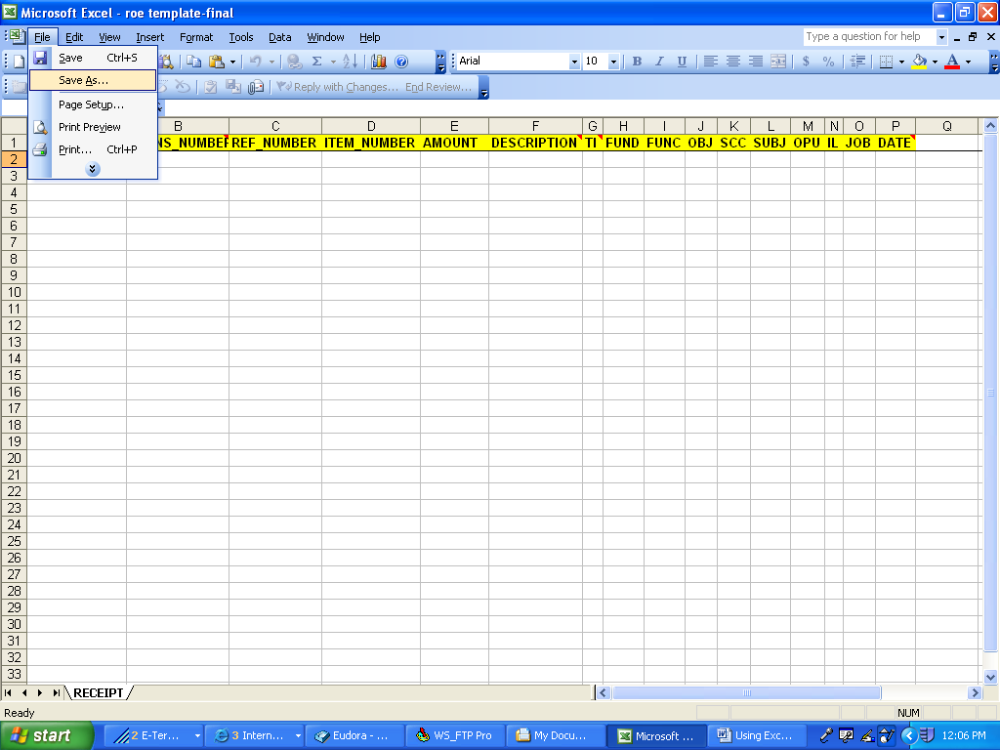 Microsoft Excel - roe template-final
File Edit View Insert Format Tools Data Window Help
Type a question for help
Save Ctrl+S
Save As...
Page Setup...
Print Preview
Print... Ctrl+P
Arial 10 B I U $ %
Reply with Changes... End Review...
B C D E F G H I J K L M N O P Q
1 NS_NUMBER REF_NUMBER ITEM_NUMBER AMOUNT DESCRIPTION TI FUND FUNC OBJ SCC SUBJ OPU IL JOB DATE
2
3
4
5
6
7
8
9
10
11
12
13
14
15
16
17
18
19
20
21
22
23
24
25
26
27
28
29
30
31
32
33
RECEIPT
Ready NUM
start 2 E-Ter... 3 Intern... Eudora - ... WS_FTP Pro My Docu... Microsoft ... Using Exc... 12:06 PM